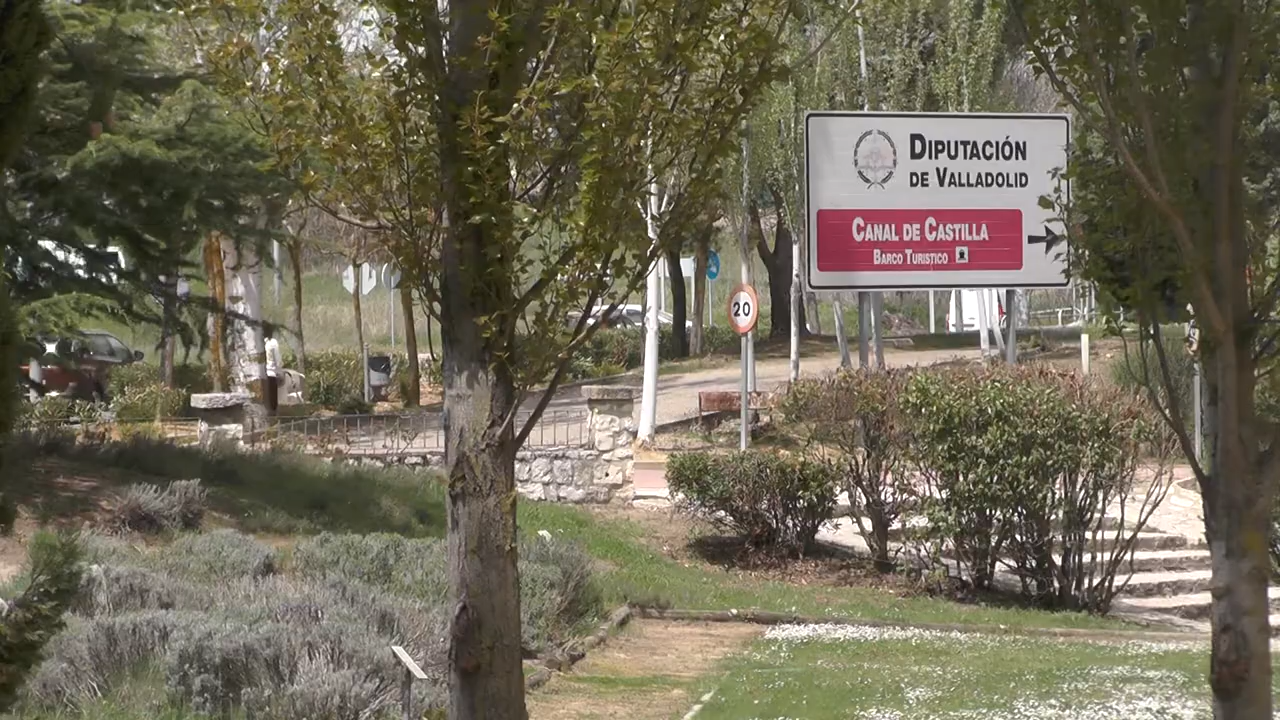 DIPUTACIÓN
DE VALLADOLID
CANAL DE CASTILLA
BARCO TURISTICO
20